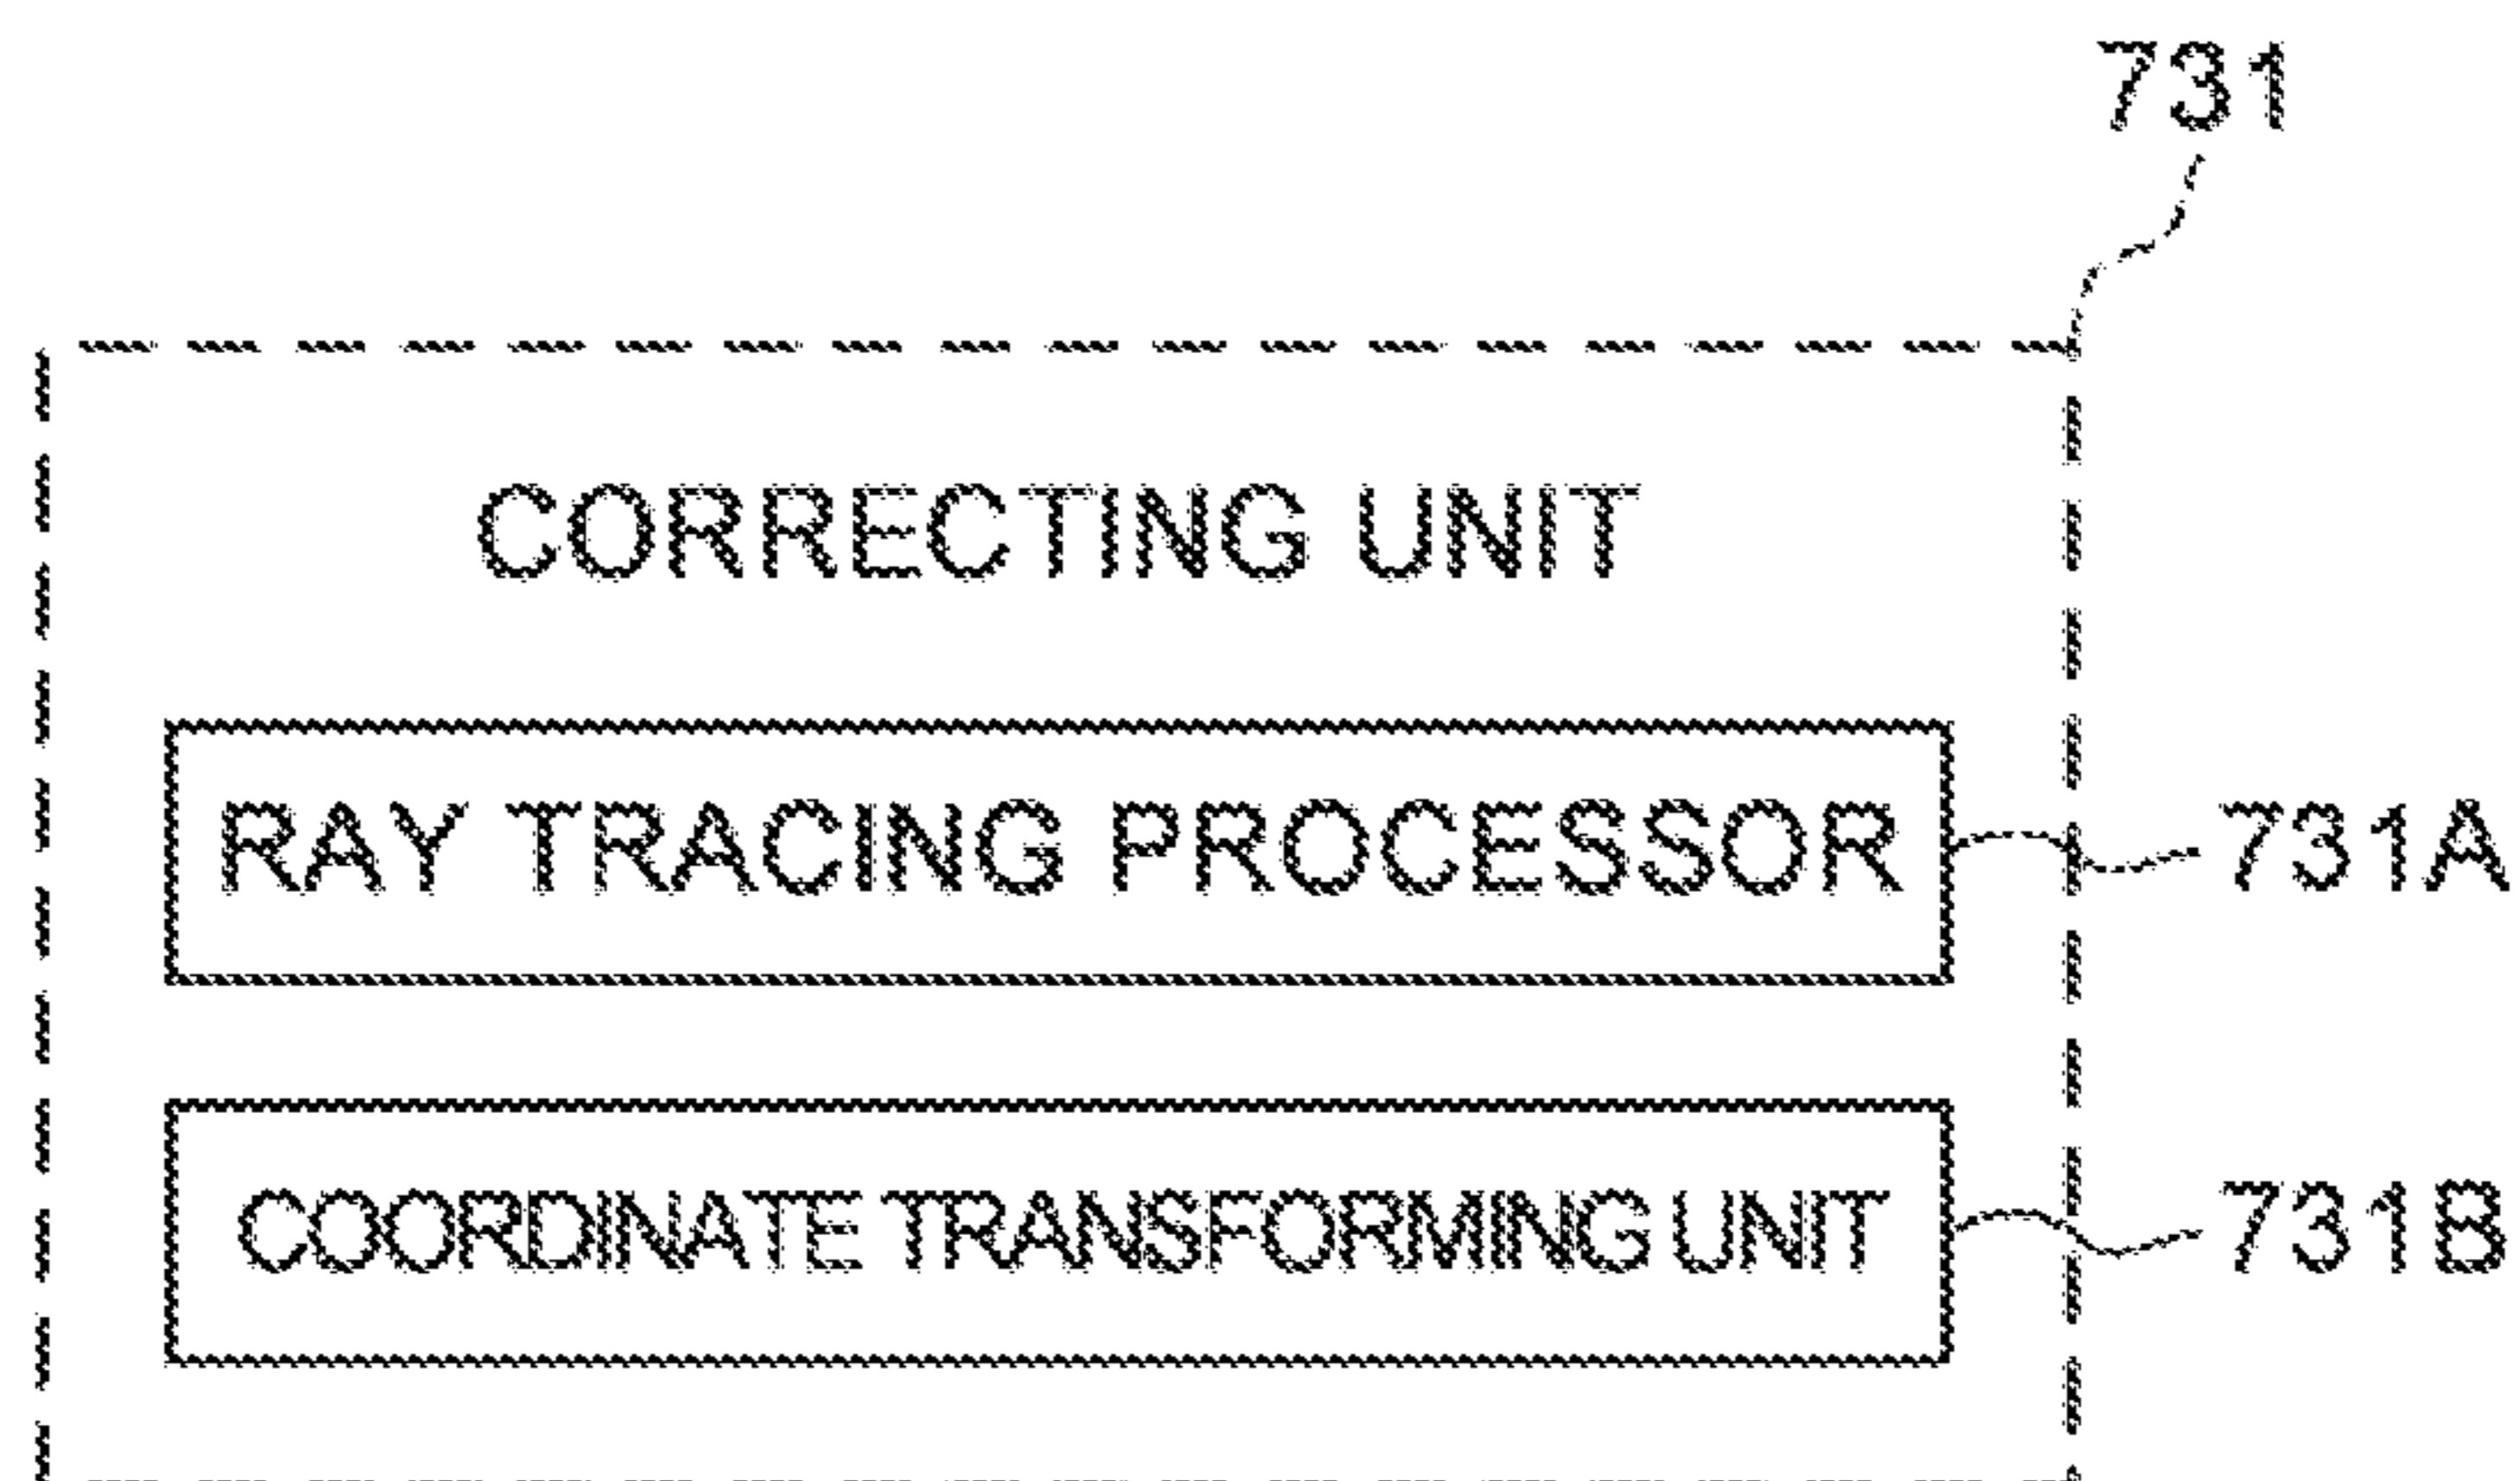 731
CORRECTING UNIT
RAY TRACING PROCESSOR
731A
COORDINATE TRANSFORMING UNIT
731B